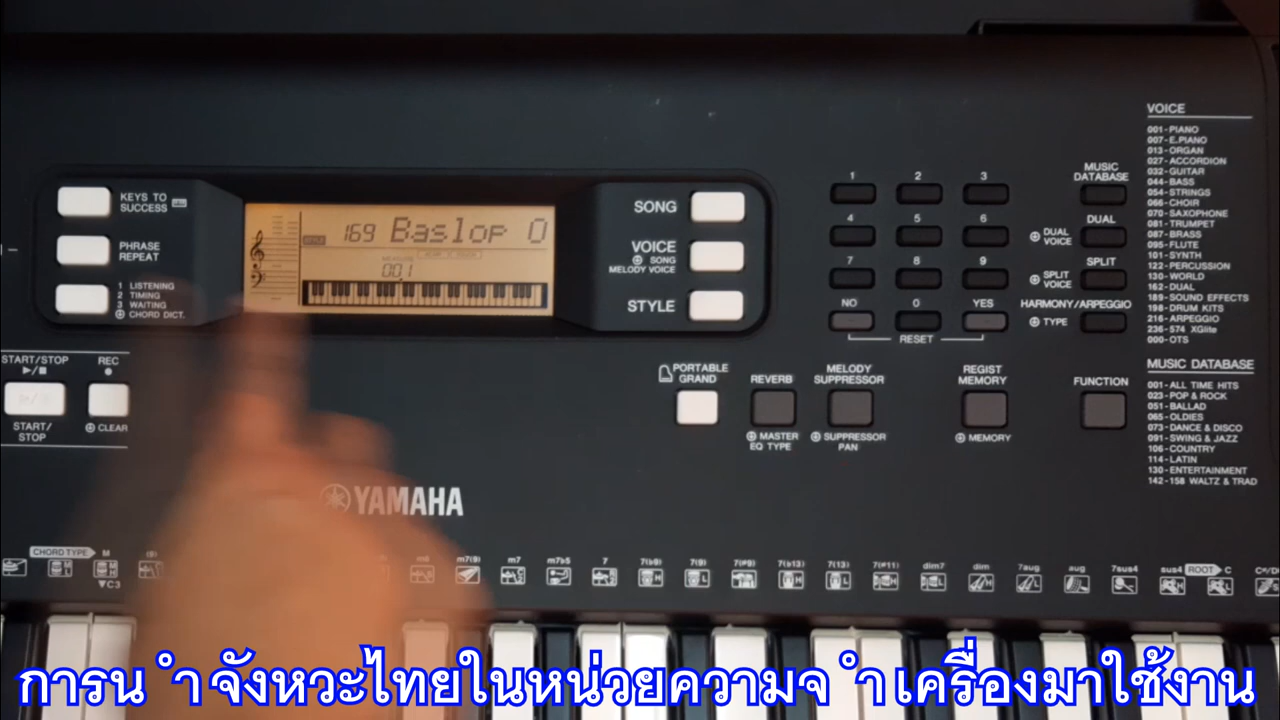 KEYS TO
SUCCESS
PHRASE
REPEAT
1 LISTENING
2 TIMING
3 WAITING
CHORD DICT.
STYLE
169 Baslop 0
MEASURE
001
SONG
VOICE
SONG
MELODY VOICE
STYLE
1 2 3
4 5 6
7 8 9
NO 0 YES
RESET
MUSIC
DATABASE
DUAL
DUAL
VOICE
SPLIT
SPLIT
VOICE
HARMONY/ARPEGGIO
TYPE
VOICE
001-PIANO
007-E.PIANO
013-ORGAN
027-ACCORDION
032-GUITAR
044-BASS
054-STRINGS
066-CHOIR
070-SAXOPHONE
081-TRUMPET
087-BRASS
095-FLUTE
101-SYNTH
122-PERCUSSION
130-WORLD
162-DUAL
189-SOUND EFFECTS
198-DRUM KITS
216-ARPEGGIO
236-574 XGlite
000-OTS
MUSIC DATABASE
001-ALL TIME HITS
023-POP & ROCK
051-BALLAD
065-OLDIES
073-DANCE & DISCO
091-SWING & JAZZ
106-COUNTRY
114-LATIN
130-ENTERTAINMENT
142-158 WALTZ & TRAD
START/STOP
REC
START/
STOP
CLEAR
PORTABLE
GRAND
REVERB
MELODY
SUPPRESSOR
REGIST
MEMORY
FUNCTION
MASTER
EQ TYPE
SUPPRESSOR
PAN
MEMORY
YAMAHA
CHORD TYPE M m6 m7(9) m7 m7♭5 7 7(♭9) 7(9) 7(#9) 7(♭13) 7(13) 7(#11) dim7 dim 7aug aug 7sus4 sus4 ROOT C
▼C3
การนำจังหวะไทยในหน่วยความจำเครื่องมาใช้งาน